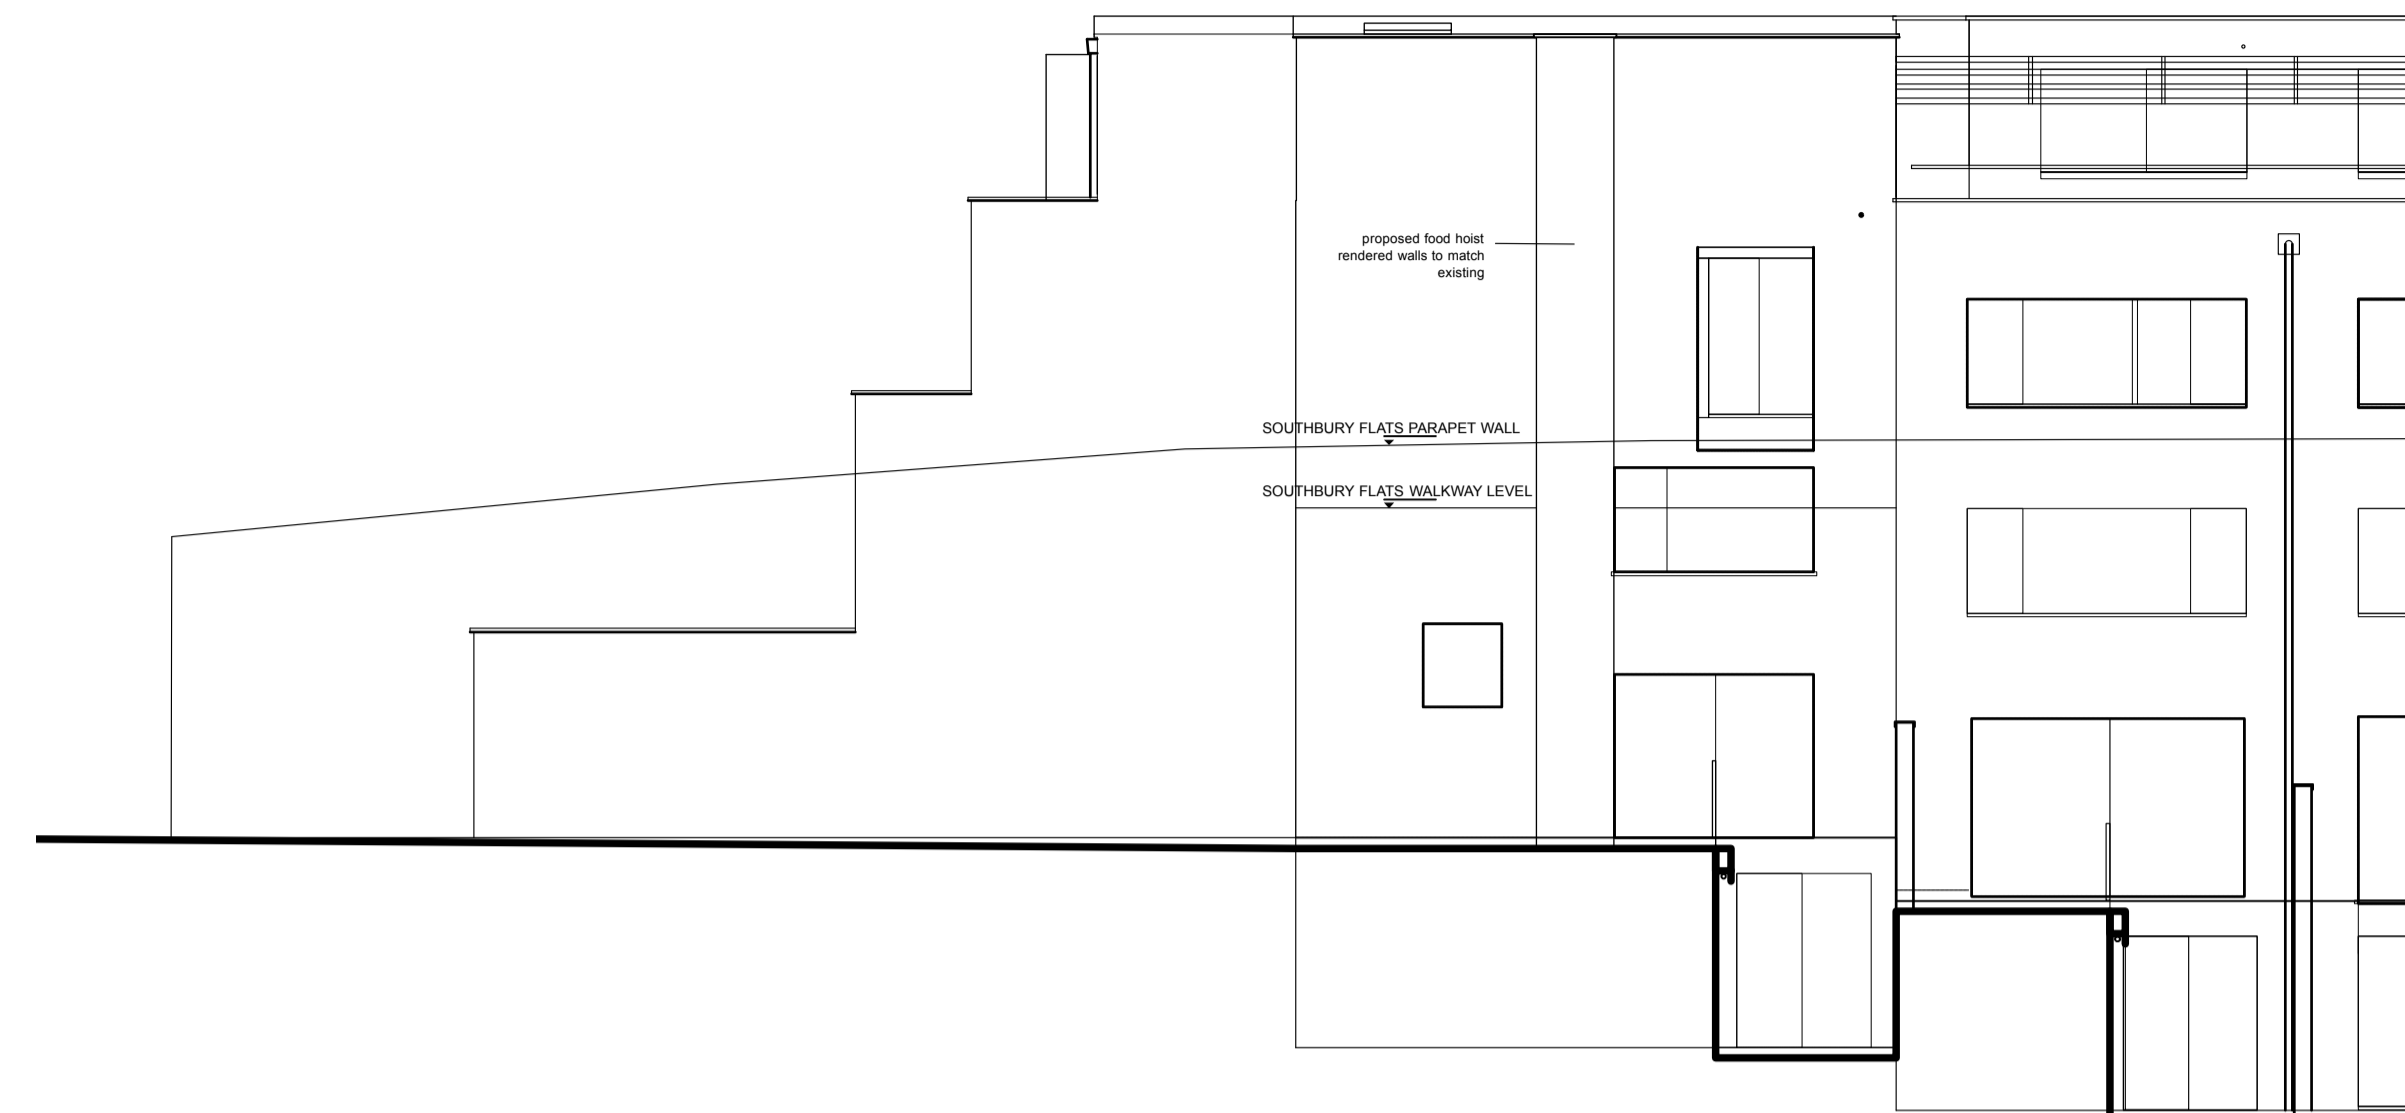 proposed food hoist
rendered walls to match
existing
SOUTHBURY FLATS PARAPET WALL
SOUTHBURY FLATS WALKWAY LEVEL